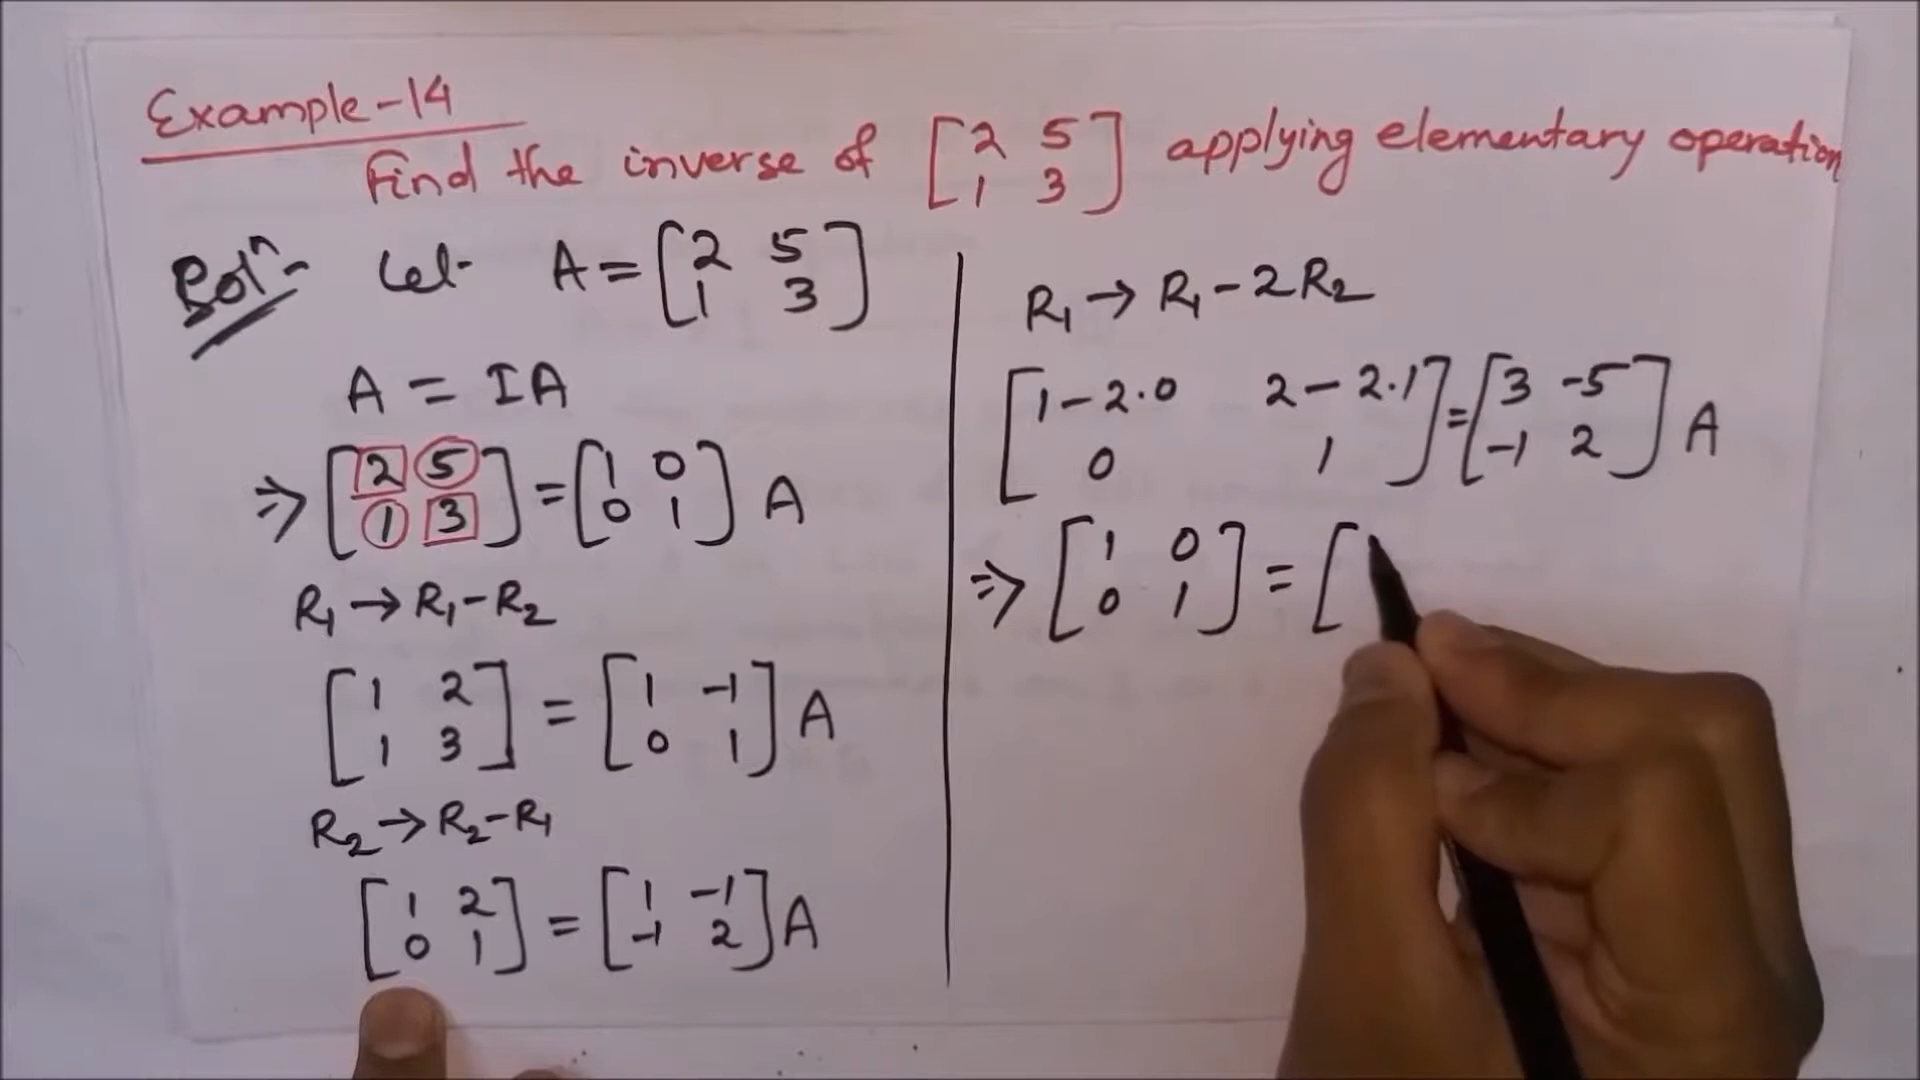 Example-14
Find the inverse of [2 5
1 3] applying elementary operation
Solⁿ- Let A = [2 5
1 3]
A = IA
⇒ [2 5
1 3] = [1 0
0 1] A
R₁ → R₁ - R₂
[1 2
1 3] = [1 -1
0 1] A
R₂ → R₂ - R₁
[1 2
0 1] = [1 -1
-1 2] A
R₁ → R₁ - 2R₂
[1-2.0 2-2.1
0 1] = [3 -5
-1 2] A
⇒ [1 0
0 1] = [